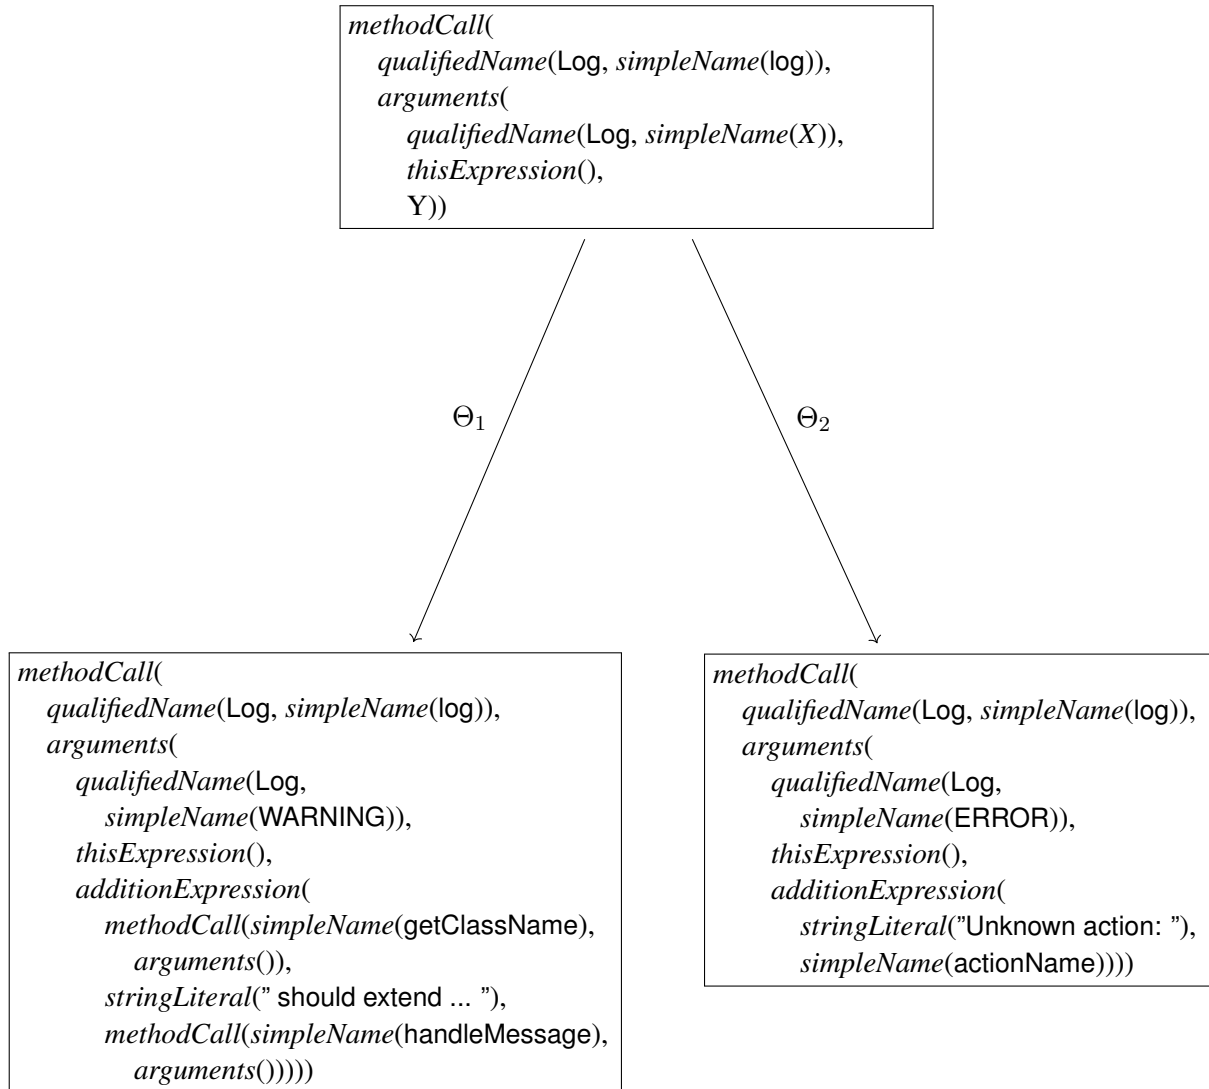 methodCall(
qualifiedName(Log, simpleName(log)),
arguments(
qualifiedName(Log, simpleName(X)),
thisExpression(),
Y))
Θ1
Θ2
methodCall(
qualifiedName(Log, simpleName(log)),
arguments(
qualifiedName(Log,
simpleName(WARNING)),
thisExpression(),
additionExpression(
methodCall(simpleName(getClassName),
arguments()),
stringLiteral(” should extend ... ”),
methodCall(simpleName(handleMessage),
arguments()))))
methodCall(
qualifiedName(Log, simpleName(log)),
arguments(
qualifiedName(Log,
simpleName(ERROR)),
thisExpression(),
additionExpression(
stringLiteral(”Unknown action: ”),
simpleName(actionName))))